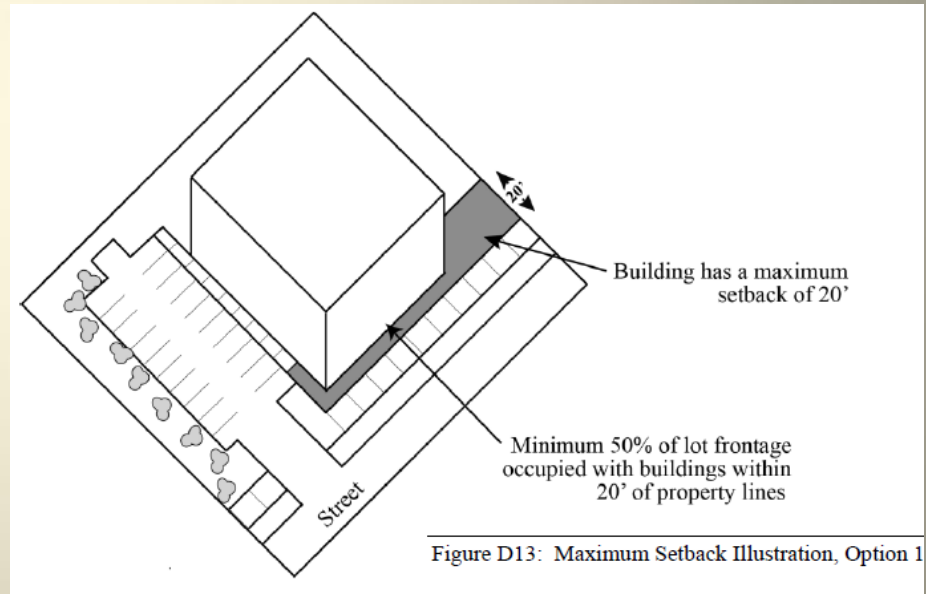 20’
Building has a maximum
setback of 20’
Minimum 50% of lot frontage
occupied with buildings within
20’ of property lines
Street
Figure D13:  Maximum Setback Illustration, Option 1